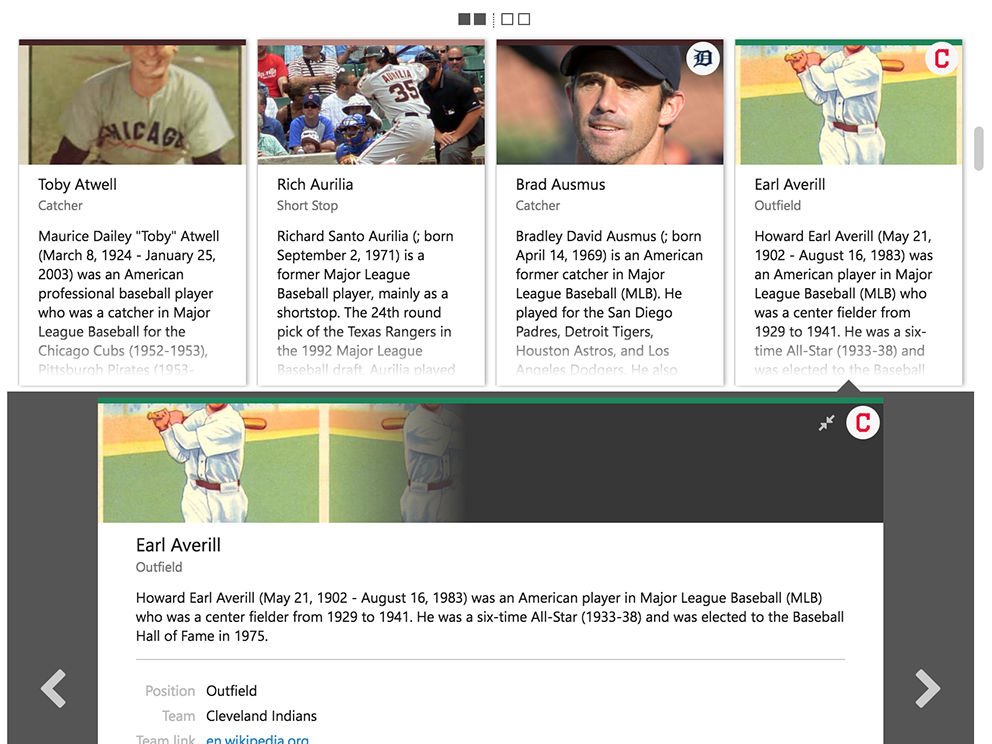 CHICAGO
AURILIA
35
D
C
Toby Atwell
Catcher
Maurice Dailey "Toby" Atwell
(March 8, 1924 - January 25,
2003) was an American
professional baseball player
who was a catcher in Major
League Baseball for the
Chicago Cubs (1952-1953),
Pittsburgh Pirates (1953-
Rich Aurilia
Short Stop
Richard Santo Aurilia (; born
September 2, 1971) is a
former Major League
Baseball player, mainly as a
shortstop. The 24th round
pick of the Texas Rangers in
the 1992 Major League
Baseball draft, Aurilia played
Brad Ausmus
Catcher
Bradley David Ausmus (; born
April 14, 1969) is an American
former catcher in Major
League Baseball (MLB). He
played for the San Diego
Padres, Detroit Tigers,
Houston Astros, and Los
Angeles Dodgers. He also
Earl Averill
Outfield
Howard Earl Averill (May 21,
1902 - August 16, 1983) was
an American player in Major
League Baseball (MLB) who
was a center fielder from
1929 to 1941. He was a six-
time All-Star (1933-38) and
was elected to the Baseball
C
Earl Averill
Outfield
Howard Earl Averill (May 21, 1902 - August 16, 1983) was an American player in Major League Baseball (MLB)
who was a center fielder from 1929 to 1941. He was a six-time All-Star (1933-38) and was elected to the Baseball
Hall of Fame in 1975.
Position Outfield
Team Cleveland Indians
Team link en.wikipedia.org